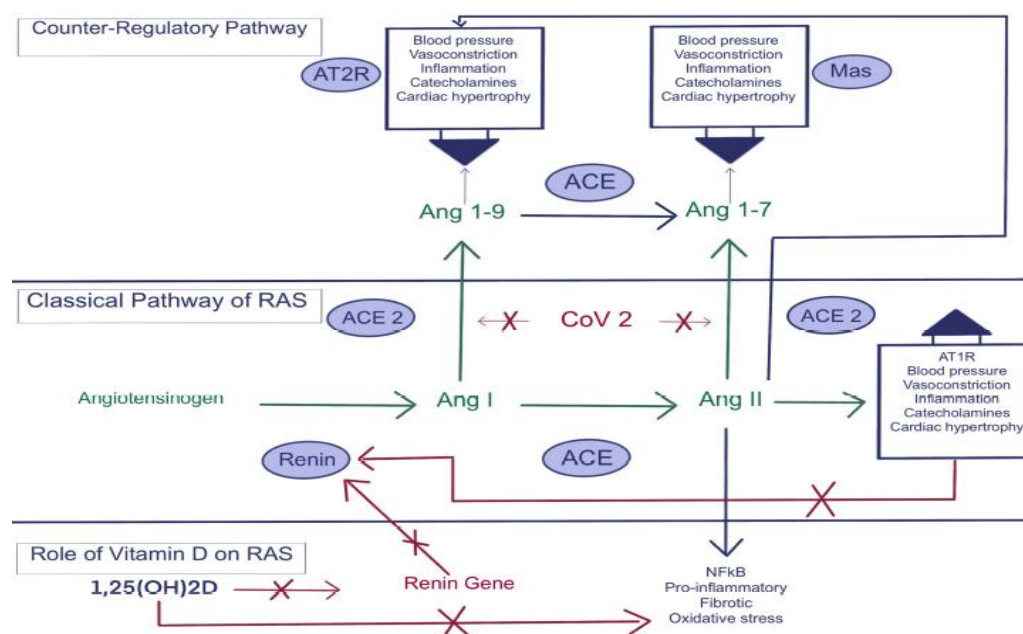 Counter-Regulatory Pathway
AT2R
Blood pressure
Vasoconstriction
Inflammation
Catecholamines
Cardiac hypertrophy
Blood pressure
Vasoconstriction
Inflammation
Catecholamines
Cardiac hypertrophy
Mas
ACE
Ang 1-9
Ang 1-7
Classical Pathway of RAS
ACE 2
CoV 2
ACE 2
AT1R
Blood pressure
Vasoconstriction
Inflammation
Catecholamines
Cardiac hypertrophy
Angiotensinogen
Ang I
Ang II
Renin
ACE
Role of Vitamin D on RAS
1,25(OH)2D
Renin Gene
NFkB
Pro-inflammatory
Fibrotic
Oxidative stress